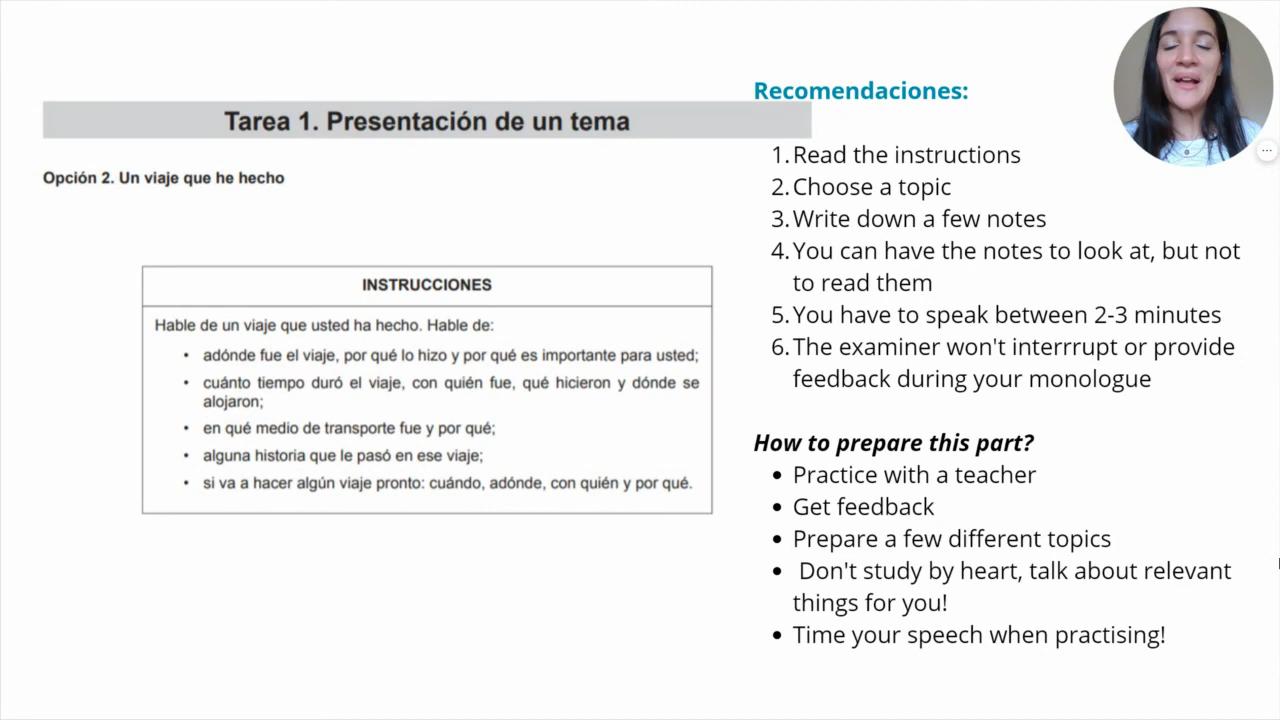 Tarea 1. Presentación de un tema
Opción 2. Un viaje que he hecho
INSTRUCCIONES
Hable de un viaje que usted ha hecho. Hable de:
• adónde fue el viaje, por qué lo hizo y por qué es importante para usted;
• cuánto tiempo duró el viaje, con quién fue, qué hicieron y dónde se
alojaron;
• en qué medio de transporte fue y por qué;
• alguna historia que le pasó en ese viaje;
• si va a hacer algún viaje pronto: cuándo, adónde, con quién y por qué.
Recomendaciones:
1. Read the instructions
2. Choose a topic
3. Write down a few notes
4. You can have the notes to look at, but not
to read them
5. You have to speak between 2-3 minutes
6. The examiner won't interrrupt or provide
feedback during your monologue
How to prepare this part?
• Practice with a teacher
• Get feedback
• Prepare a few different topics
• Don't study by heart, talk about relevant
things for you!
• Time your speech when practising!